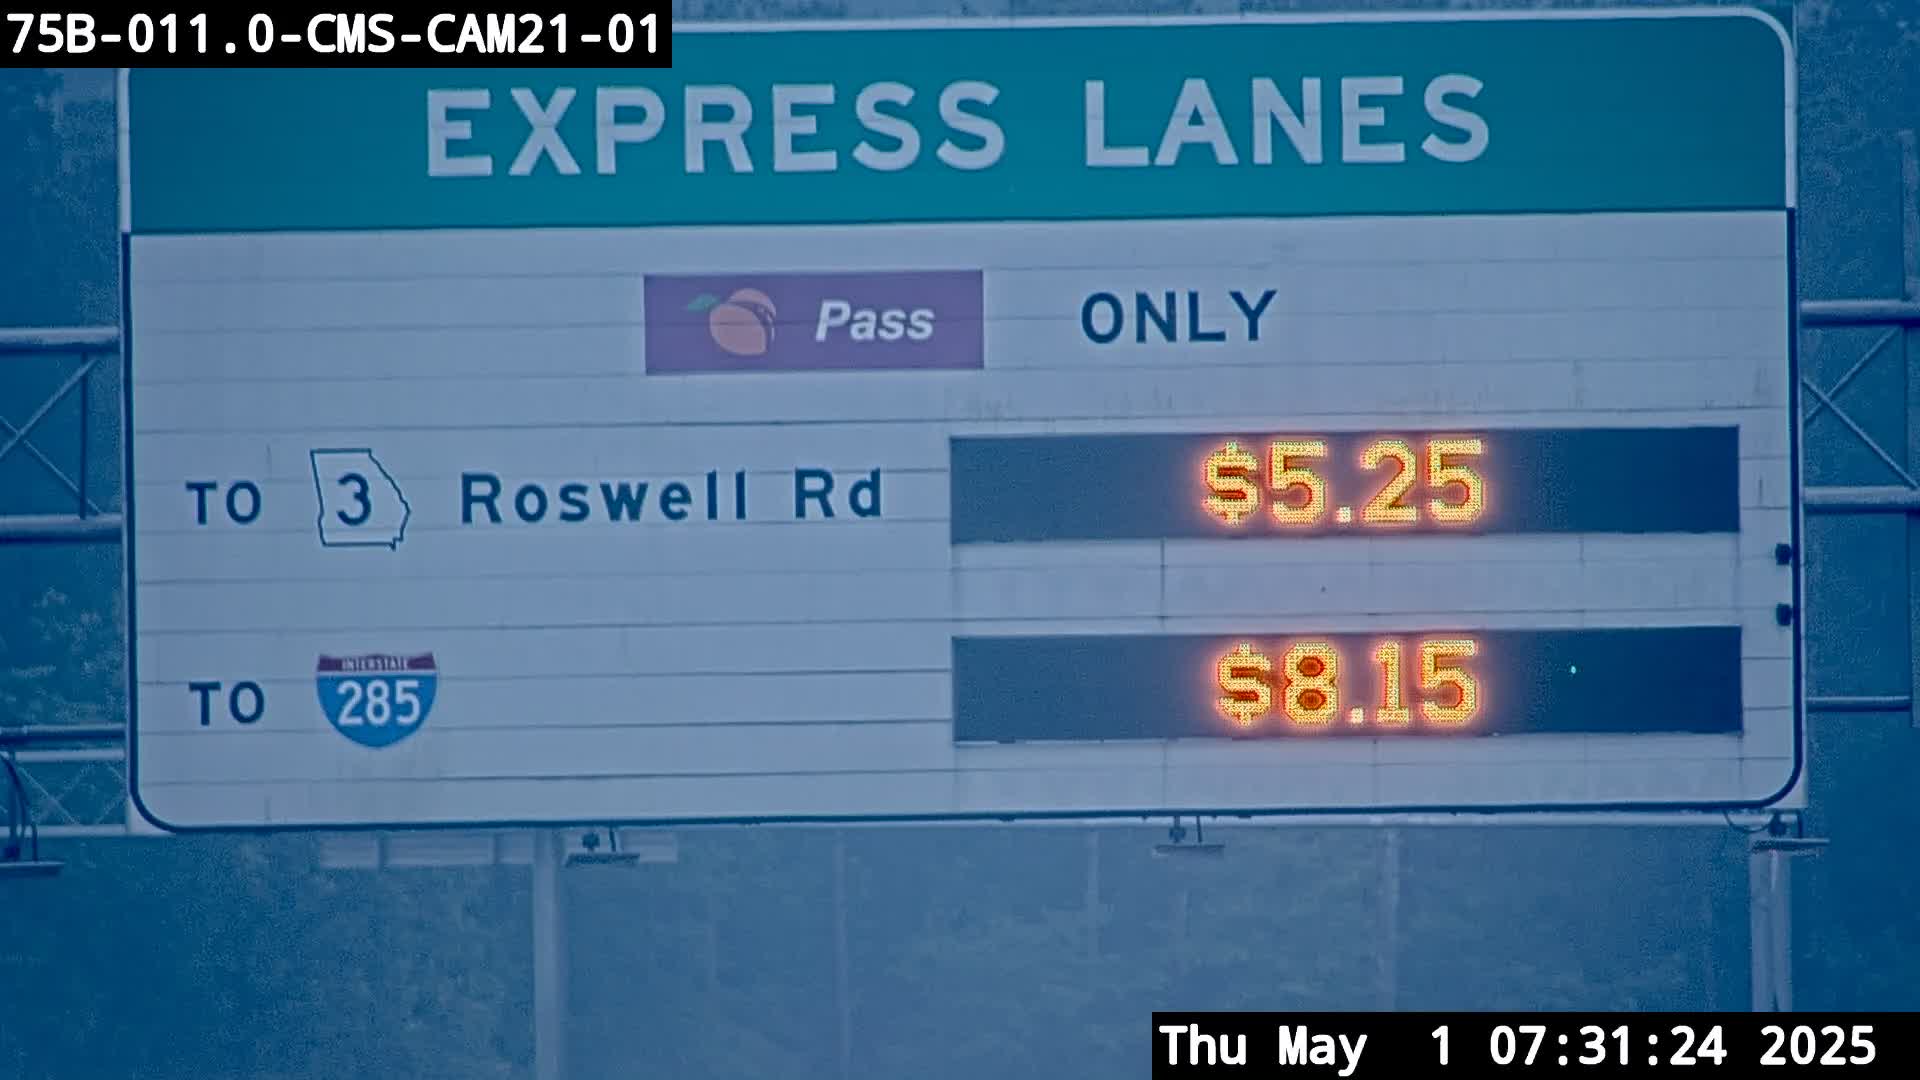 75B-011.0-CMS-CAM21-01
EXPRESS LANES
Pass ONLY
TO 3 Roswell Rd $5.25
INTERSTATE
TO 285 $8.15
Thu May 1 07:31:24 2025